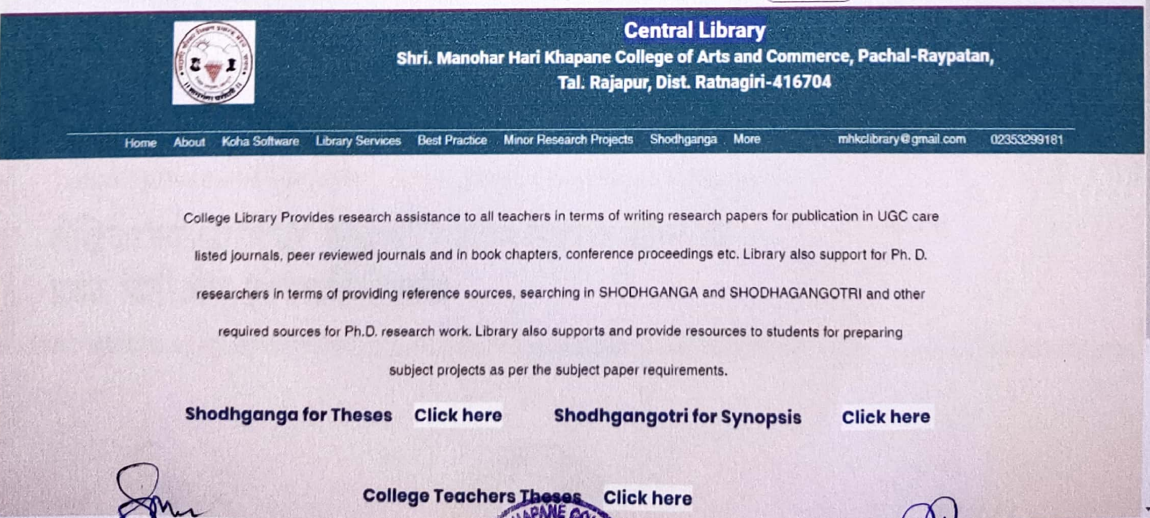 Central Library
Shri. Manohar Hari Khapane College of Arts and Commerce, Pachal-Raypatan,
Tal. Rajapur, Dist. Ratnagiri-416704
Home About Koha Software Library Services Best Practice Minor Research Projects Shodhganga More mhkclibrary@gmail.com 02353299181
College Library Provides research assistance to all teachers in terms of writing research papers for publication in UGC care
listed journals, peer reviewed journals and in book chapters, conference proceedings etc. Library also support for Ph. D.
researchers in terms of providing reference sources, searching in SHODHGANGA and SHODHAGANGOTRI and other
required sources for Ph.D. research work. Library also supports and provide resources to students for preparing
subject projects as per the subject paper requirements.
Shodhganga for Theses Click here Shodhgangotri for Synopsis Click here
College Teachers Theses Click here
HAPANE CO